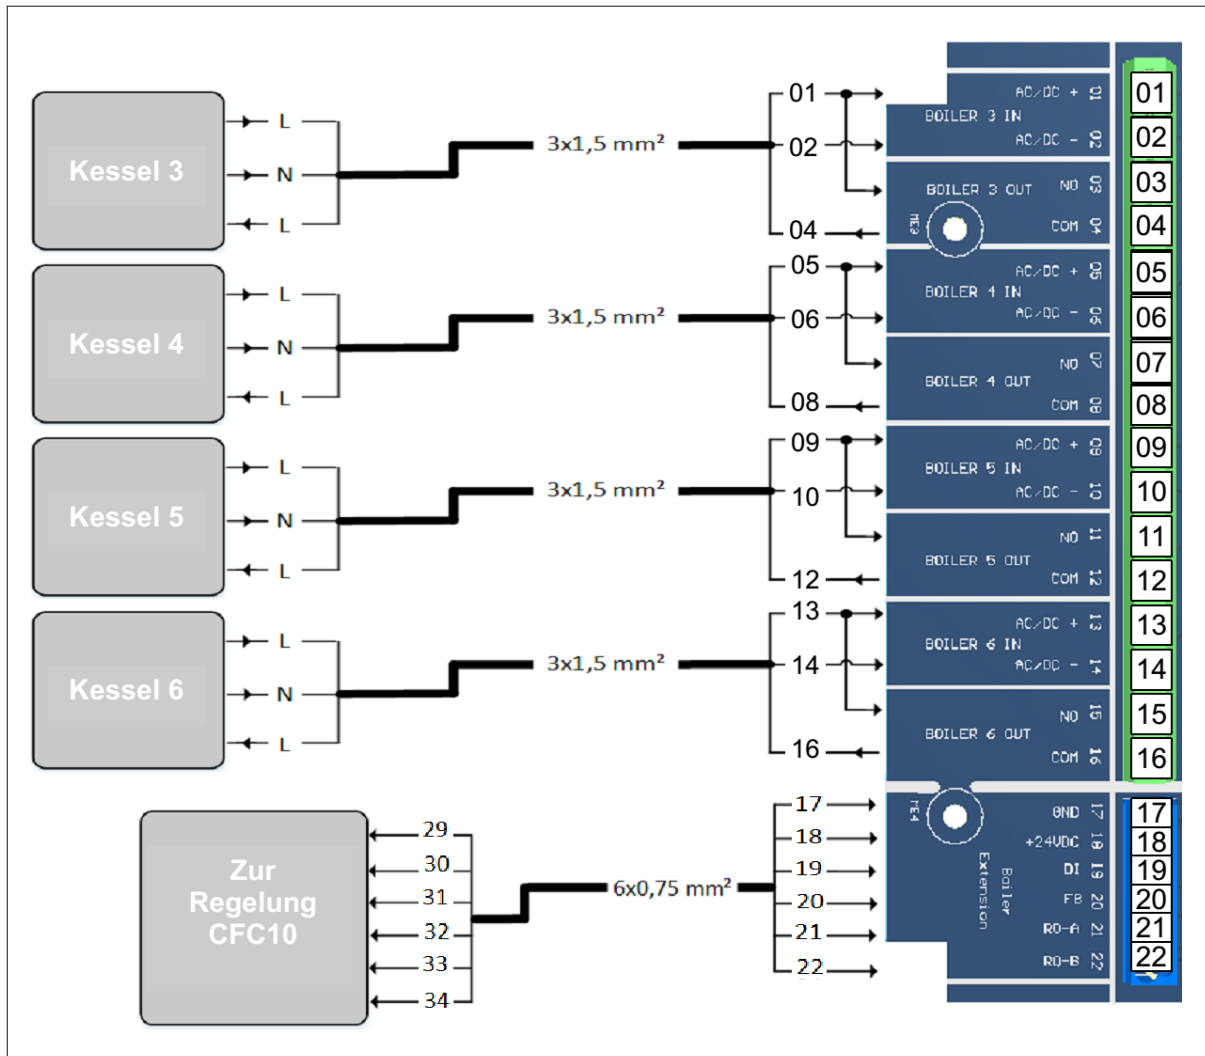 Kessel 3
L
N
L
3x1,5 mm²
01
02
04
BOILER 3 IN
AC/DC + 01
AC/DC - 02
BOILER 3 OUT
NO 03
COM 04
ME3
01
02
03
04
Kessel 4
L
N
L
3x1,5 mm²
05
06
08
BOILER 4 IN
AC/DC + 05
AC/DC - 06
BOILER 4 OUT
NO 07
COM 08
05
06
07
08
Kessel 5
L
N
L
3x1,5 mm²
09
10
12
BOILER 5 IN
AC/DC + 09
AC/DC - 10
BOILER 5 OUT
NO 11
COM 12
09
10
11
12
Kessel 6
L
N
L
3x1,5 mm²
13
14
16
BOILER 6 IN
AC/DC + 13
AC/DC - 14
BOILER 6 OUT
NO 15
COM 16
13
14
15
16
Zur
Regelung
CFC10
29
30
31
32
33
34
6x0,75 mm²
17
18
19
20
21
22
ME4
Boiler
Extension
GND 17
+24VDC 18
DI 19
FB 20
RO-A 21
RO-B 22
17
18
19
20
21
22